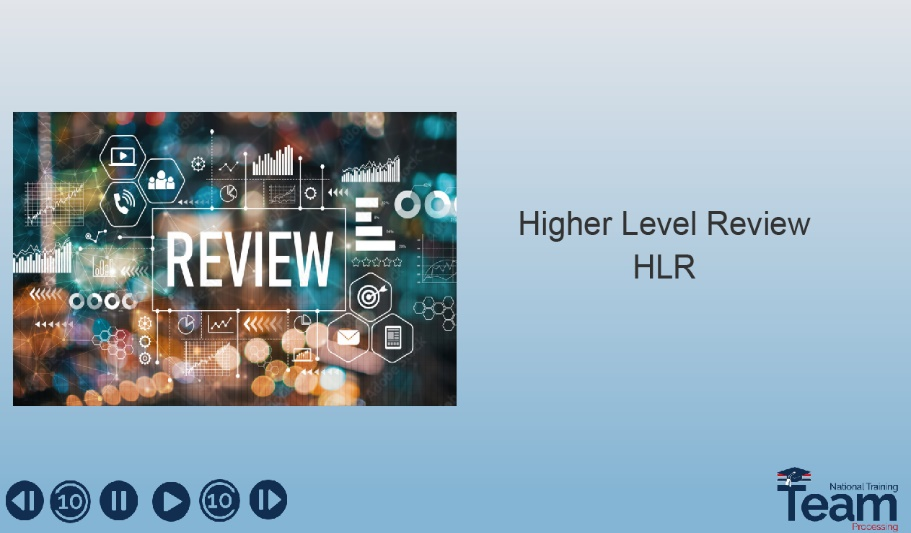 REVIEW
Higher Level Review
HLR
10
10
National Training
Team
Processing